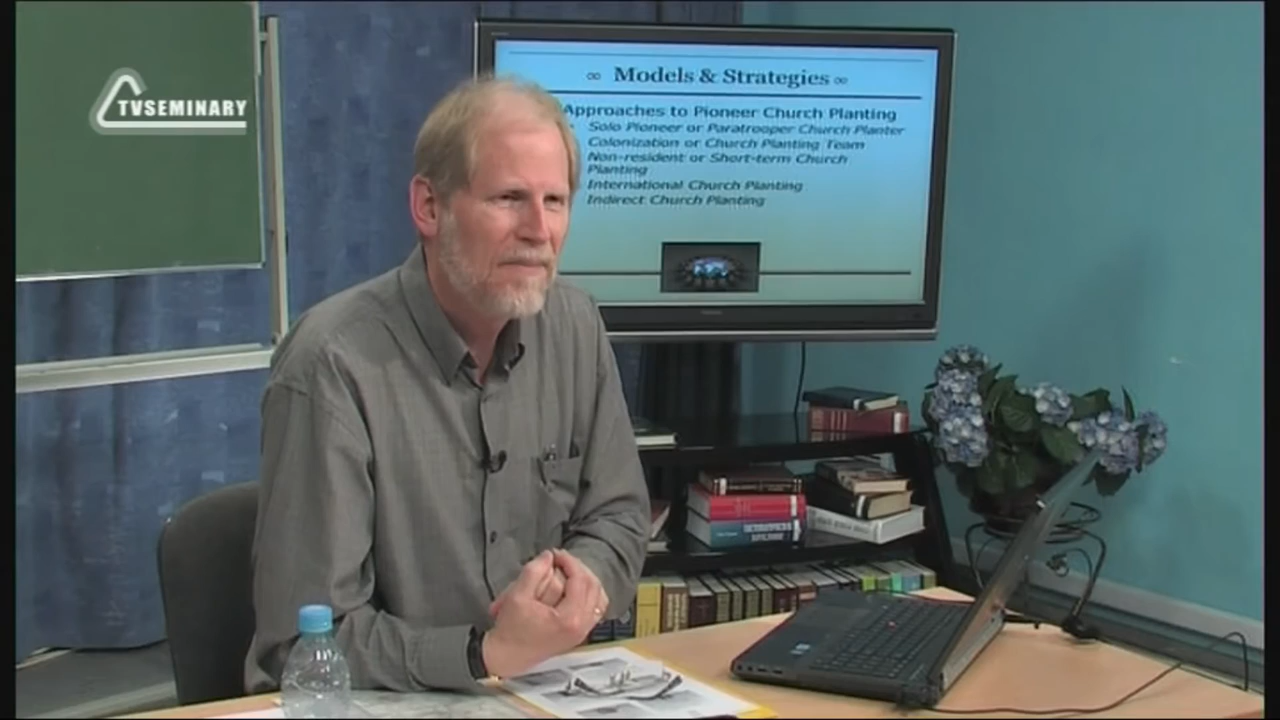 TVSEMINARY
∞ Models & Strategies ∞
Approaches to Pioneer Church Planting
Solo Pioneer or Paratrooper Church Planter
Colonization or Church Planting Team
Non-resident or Short-term Church
Planting
International Church Planting
Indirect Church Planting